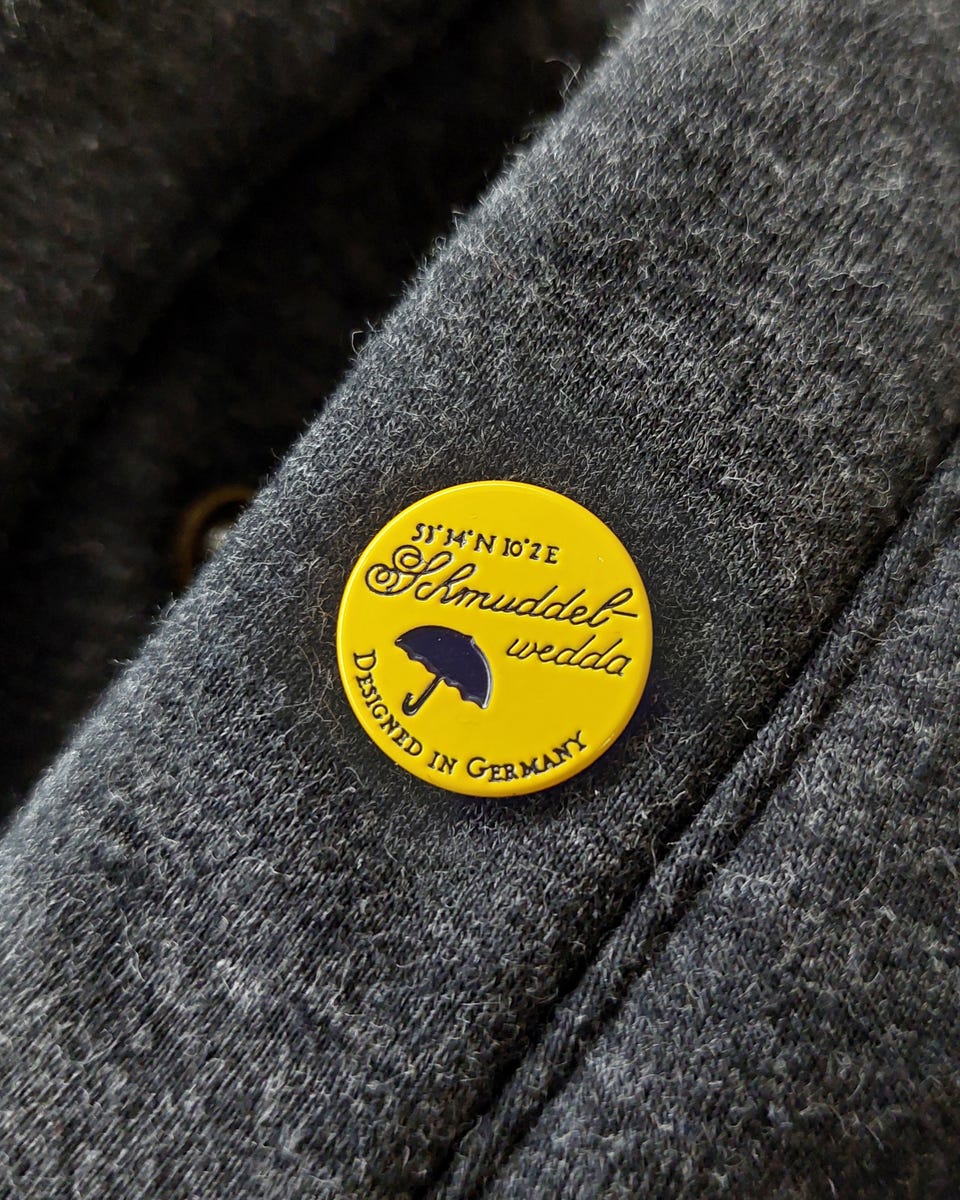 53°34'N 10°2'E
Schmuddel-
wedda
DESIGNED IN GERMANY